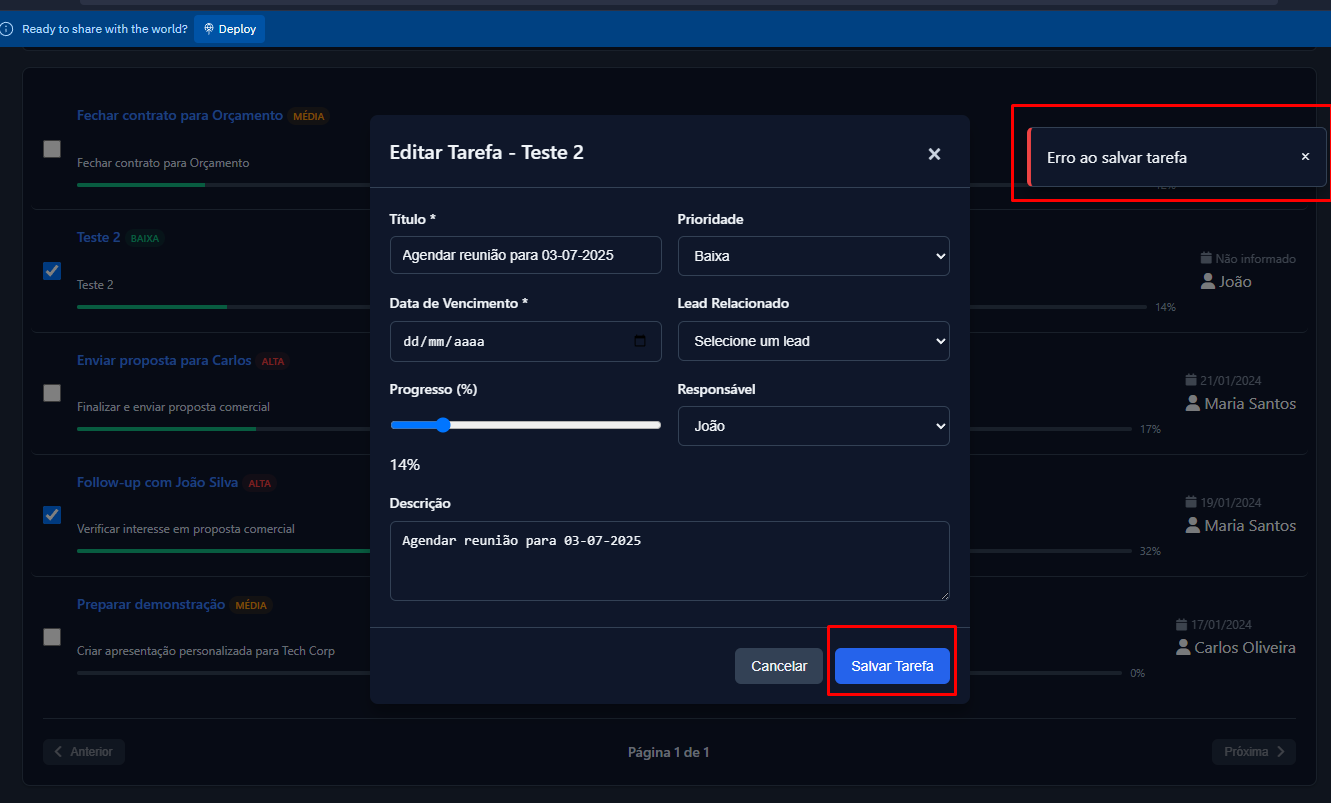 Ready to share with the world? Deploy
Fechar contrato para Orçamento MÉDIA
Fechar contrato para Orçamento
12%
Teste 2 BAIXA
Teste 2
Não informado
João
14%
Enviar proposta para Carlos ALTA
Finalizar e enviar proposta comercial
21/01/2024
Maria Santos
17%
Follow-up com João Silva ALTA
Verificar interesse em proposta comercial
19/01/2024
Maria Santos
32%
Preparar demonstração MÉDIA
Criar apresentação personalizada para Tech Corp
17/01/2024
Carlos Oliveira
0%
Anterior
Página 1 de 1
Próxima
Editar Tarefa - Teste 2
Título *
Agendar reunião para 03-07-2025
Prioridade
Baixa
Data de Vencimento *
dd/mm/aaaa
Lead Relacionado
Selecione um lead
Progresso (%)
14%
Responsável
João
Descrição
Agendar reunião para 03-07-2025
Cancelar
Salvar Tarefa
Erro ao salvar tarefa